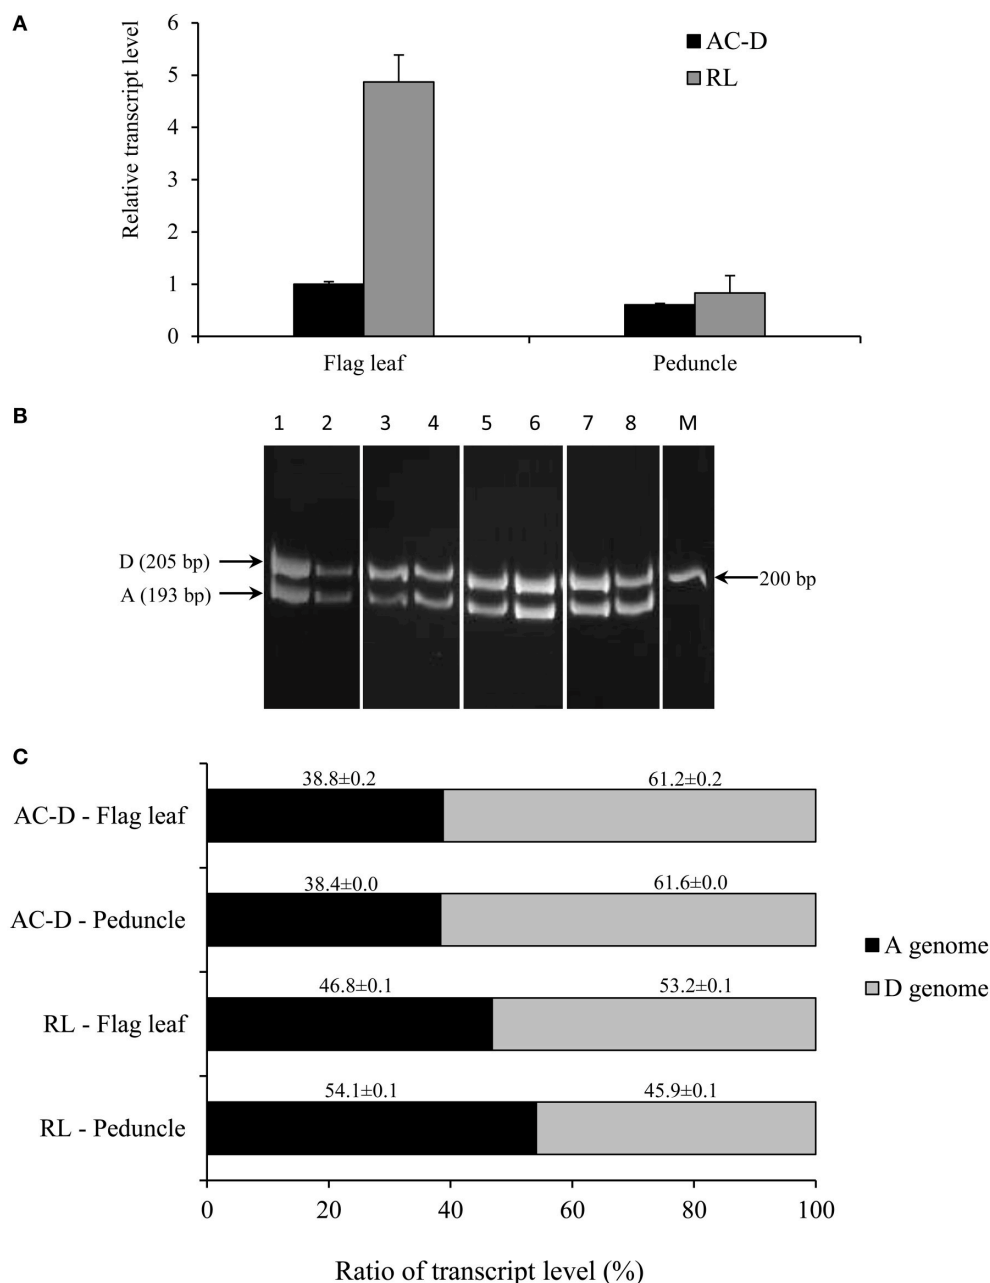 A
6
5
4
3
2
1
0
Relative transcript level
AC-D
RL
Flag leaf
Peduncle
B
1 2 3 4 5 6 7 8 M
D (205 bp)
A (193 bp)
200 bp
C
38.8±0.2 61.2±0.2
AC-D - Flag leaf
38.4±0.0 61.6±0.0
AC-D - Peduncle
46.8±0.1 53.2±0.1
RL - Flag leaf
54.1±0.1 45.9±0.1
RL - Peduncle
A genome
D genome
0 20 40 60 80 100
Ratio of transcript level (%)